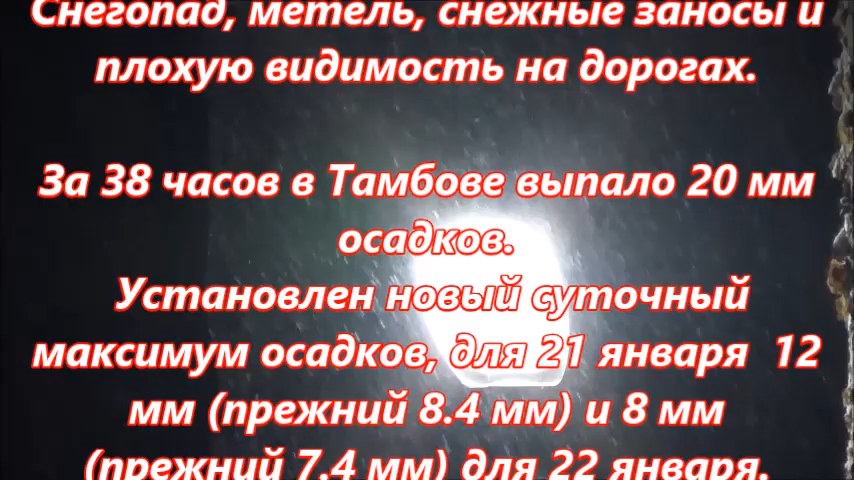 Снегопад, метель, снежные заносы и
плохую видимость на дорогах.
За 38 часов в Тамбове выпало 20 мм
осадков.
Установлен новый суточный
максимум осадков, для 21 января 12
мм (прежний 8.4 мм) и 8 мм
(прежний 7.4 мм) для 22 января.